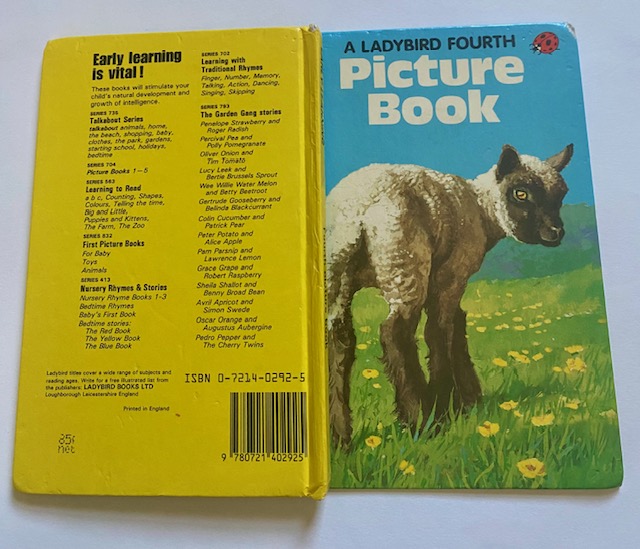 Early learning
is vital!
These books will stimulate your
child's natural development and
growth of intelligence.
SERIES 735
Talkabout Series
talkabout animals, home,
the beach, shopping, baby,
clothes, the park, gardens,
starting school, holidays,
bedtime
SERIES 704
Picture Books 1-5
SERIES 563
Learning to Read
a b c, Counting, Shapes,
Colours, Telling the time,
Big and Little,
Puppies and Kittens,
The Farm, The Zoo
SERIES 832
First Picture Books
For Baby
Toys
Animals
SERIES 413
Nursery Rhymes & Stories
Nursery Rhyme Books 1-3
Bedtime Rhymes
Baby's First Book
Bedtime stories:
The Red Book
The Yellow Book
The Blue Book
SERIES 702
Learning with
Traditional Rhymes
Finger, Number, Memory,
Talking, Action, Dancing,
Singing, Skipping
SERIES 793
The Garden Gang stories
Penelope Strawberry and
Roger Radish
Percival Pea and
Polly Pomegranate
Oliver Onion and
Tim Tomato
Lucy Leek and
Bertie Brussels Sprout
Wee Willie Water Melon
and Betty Beetroot
Gertrude Gooseberry and
Belinda Blackcurrant
Colin Cucumber and
Patrick Pear
Peter Potato and
Alice Apple
Pam Parsnip and
Lawrence Lemon
Grace Grape and
Robert Raspberry
Sheila Shallot and
Benny Broad Bean
Avril Apricot and
Simon Swede
Oscar Orange and
Augustus Aubergine
Pedro Pepper and
The Cherry Twins
Ladybird titles cover a wide range of subjects and
reading ages. Write for a free illustrated list from
the publishers: LADYBIRD BOOKS LTD
Loughborough Leicestershire England
Printed in England
net
ISBN 0-7214-0292-5
9 780721 402925
A LADYBIRD FOURTH
Picture
Book